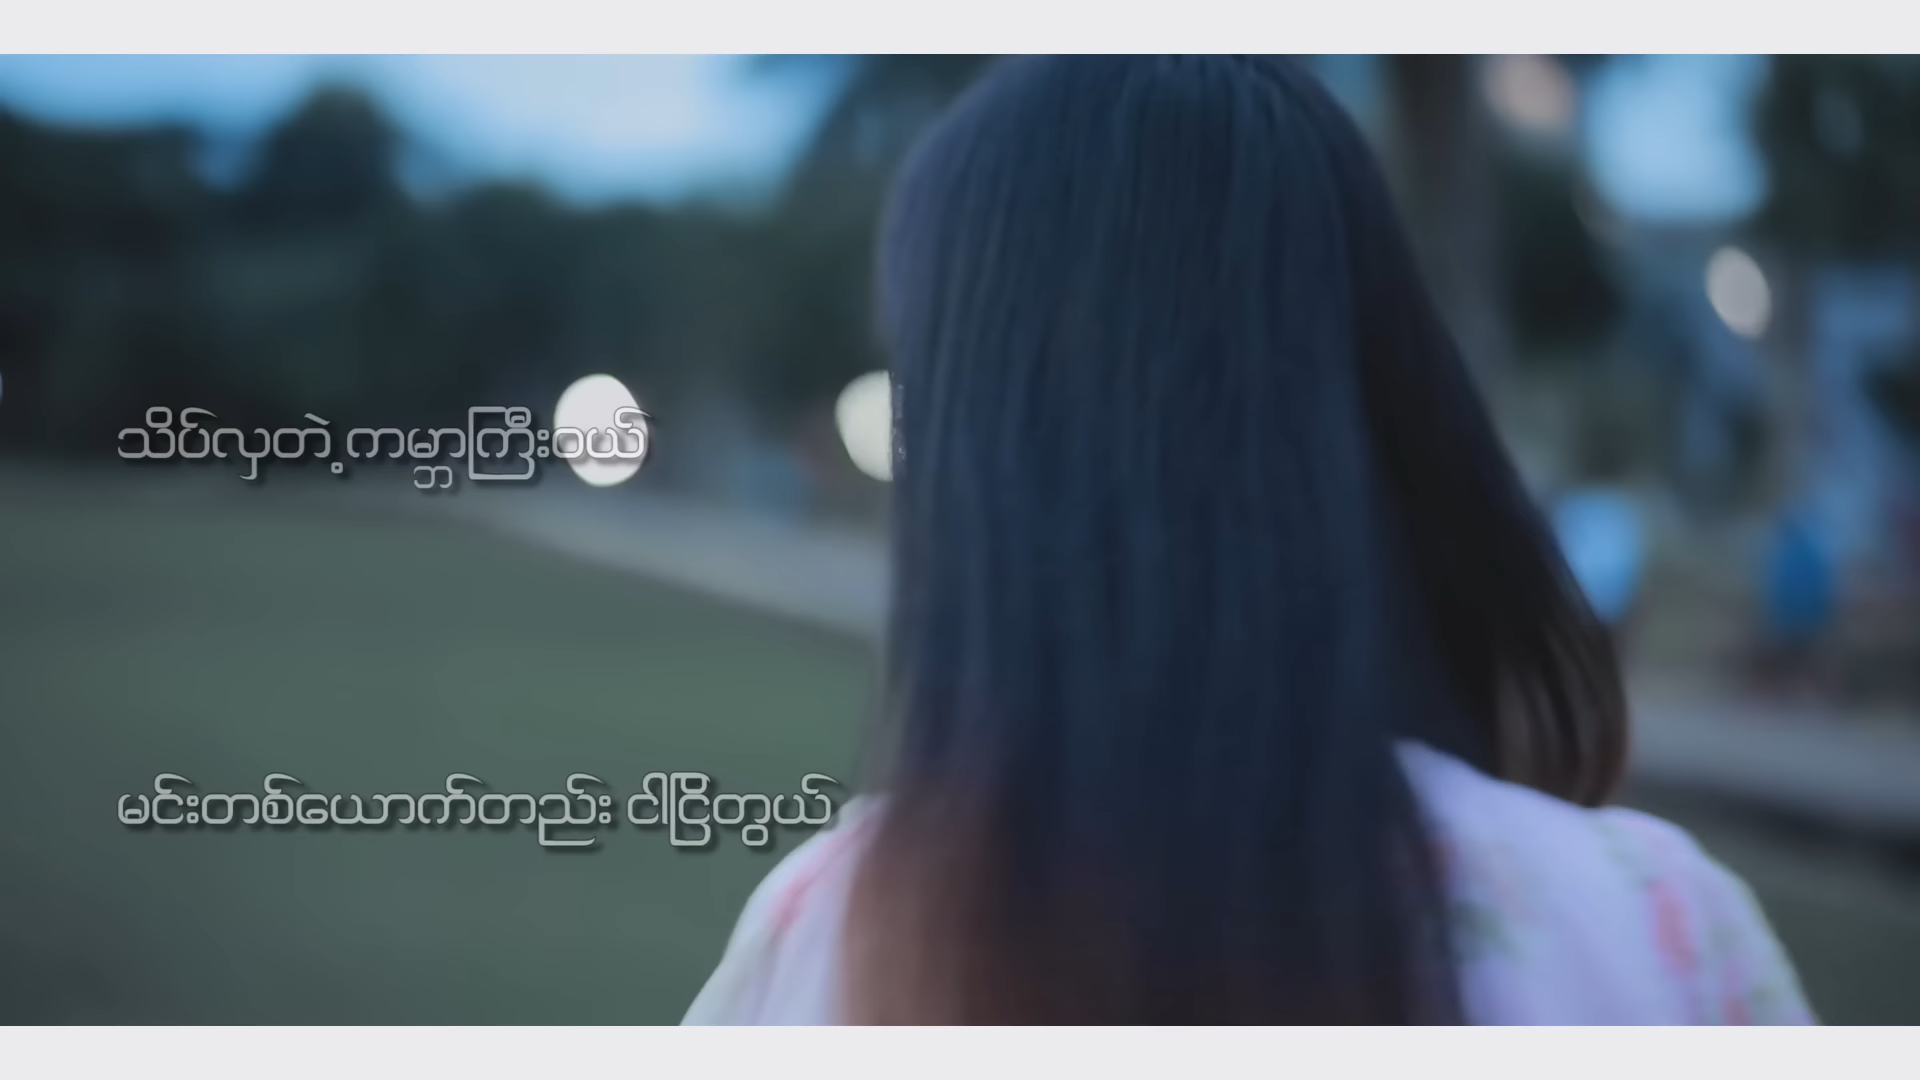 သိပ်လှတဲ့ ကမ္ဘာကြီးဝယ်
မင်းတစ်ယောက်တည်း ငါငြိတွယ်